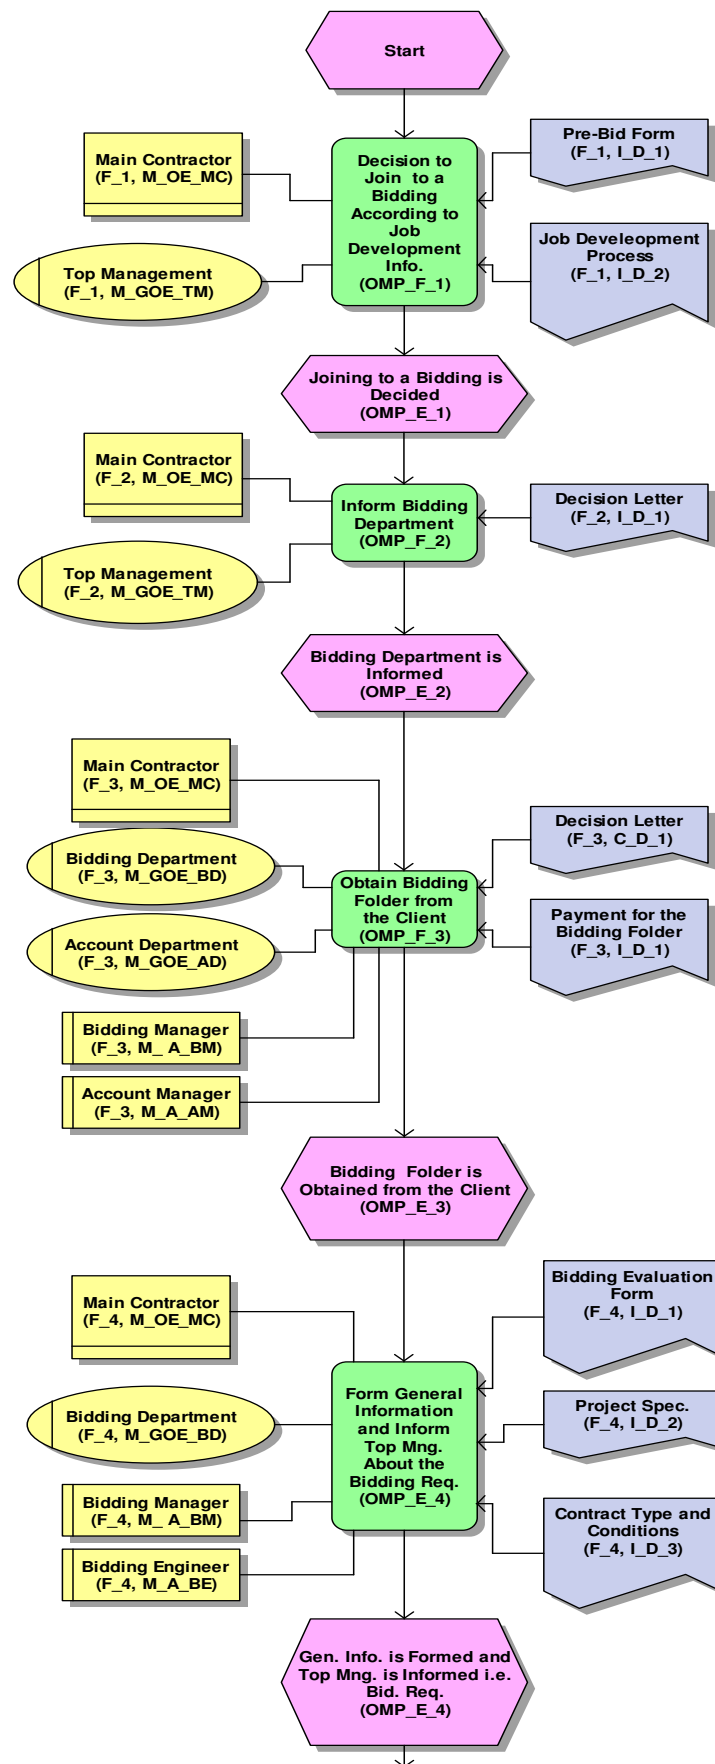 Start
Main Contractor
(F_1, M_OE_MC)
Top Management
(F_1, M_GOE_TM)
Decision to
Join  to a
Bidding
According to
Job
Development
Info.
(OMP_F_1)
Pre-Bid Form
(F_1, I_D_1)
Job Develeopment
Process
(F_1, I_D_2)
Joining to a Bidding is
Decided
(OMP_E_1)
Main Contractor
(F_2, M_OE_MC)
Top Management
(F_2, M_GOE_TM)
Inform Bidding
Department
(OMP_F_2)
Decision Letter
(F_2, I_D_1)
Bidding Department is
Informed
(OMP_E_2)
Main Contractor
(F_3, M_OE_MC)
Bidding Department
(F_3, M_GOE_BD)
Account Department
(F_3, M_GOE_AD)
Bidding Manager
(F_3, M_ A_BM)
Account Manager
(F_3, M_A_AM)
Obtain Bidding
Folder from
the Client
(OMP_F_3)
Decision Letter
(F_3, C_D_1)
Payment for the
Bidding Folder
(F_3, I_D_1)
Bidding  Folder is
Obtained from the Client
(OMP_E_3)
Main Contractor
(F_4, M_OE_MC)
Bidding Department
(F_4, M_GOE_BD)
Bidding Manager
(F_4, M_ A_BM)
Bidding Engineer
(F_4, M_A_BE)
Form General
Information
and Inform
Top Mng.
About the
Bidding Req.
(OMP_E_4)
Bidding Evaluation
Form
(F_4, I_D_1)
Project Spec.
(F_4, I_D_2)
Contract Type and
Conditions
(F_4, I_D_3)
Gen. Info. is Formed and
Top Mng. is Informed i.e.
Bid. Req.
(OMP_E_4)